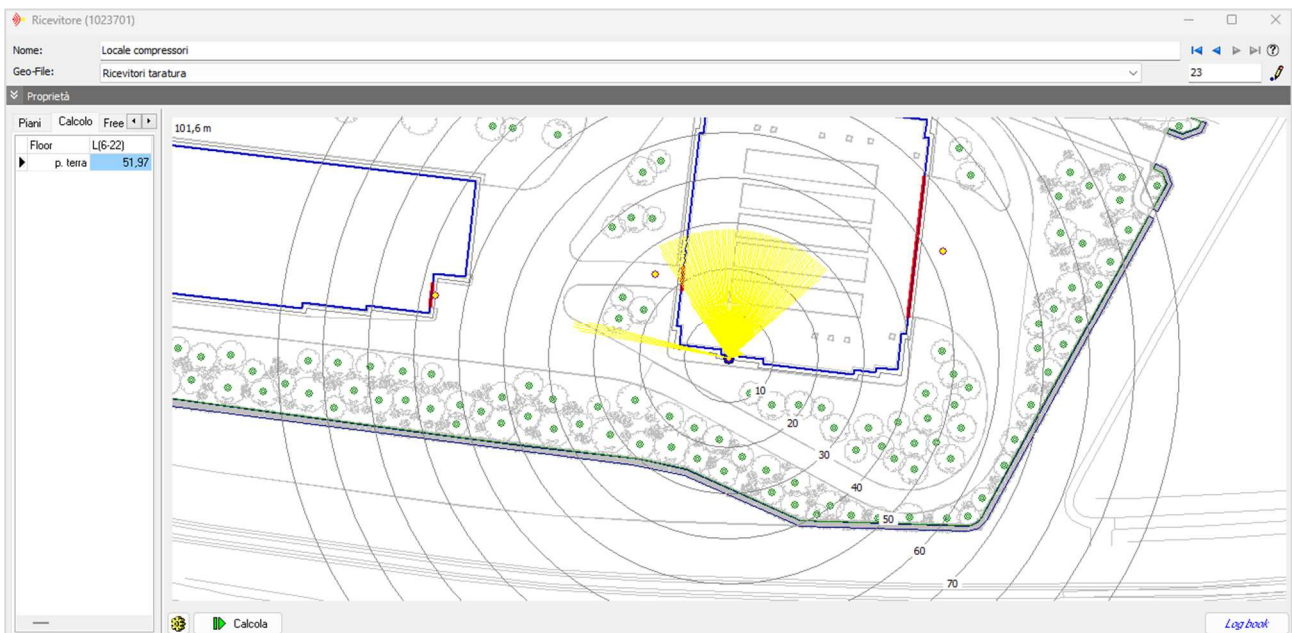 Ricevitore (1023701)
Nome:
Locale compressori
Geo-File:
Ricevitori taratura
23
Proprietà
Piani Calcolo Free
Floor L(6-22)
p. terra 51,97
101,6 m
10
20
30
40
50
60
70
Calcola
Log book